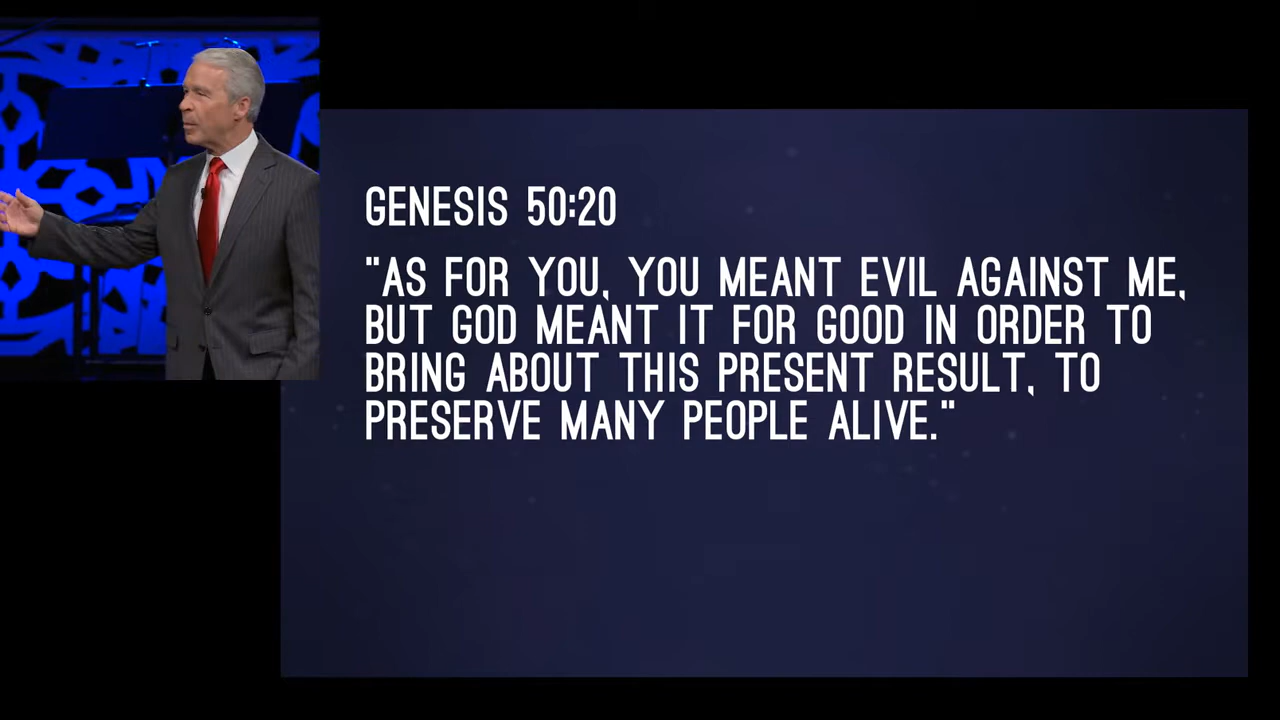 GENESIS 50:20
"AS FOR YOU, YOU MEANT EVIL AGAINST ME,
BUT GOD MEANT IT FOR GOOD IN ORDER TO
BRING ABOUT THIS PRESENT RESULT, TO
PRESERVE MANY PEOPLE ALIVE."